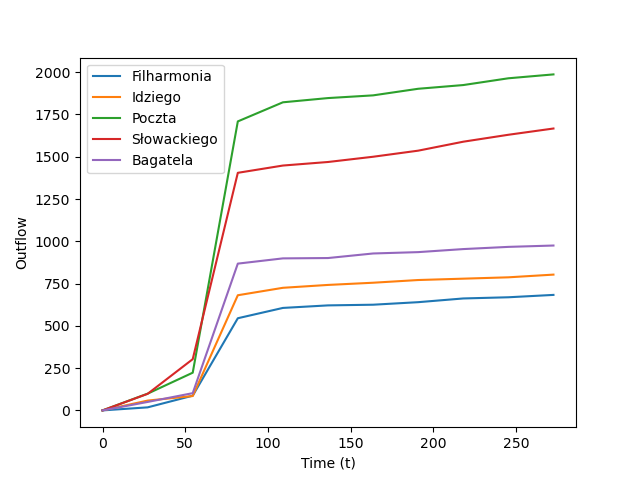 2000
1750
1500
1250
1000
750
500
250
0
Outflow
Filharmonia
Idziego
Poczta
Słowackiego
Bagatela
0 50 100 150 200 250
Time (t)